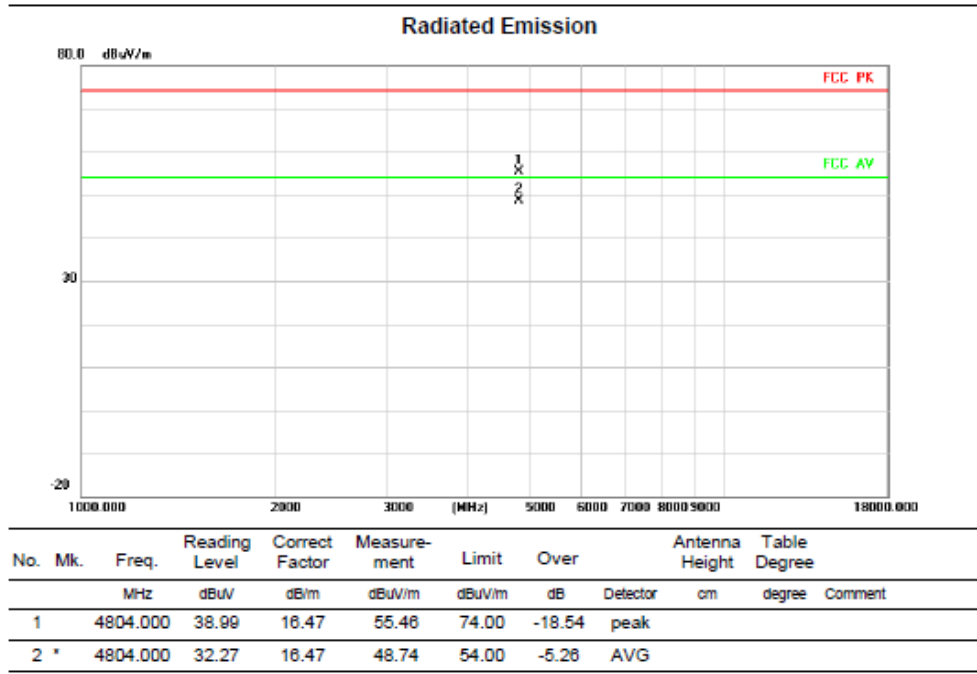 Radiated Emission
80.0 dBuV/m
FCC PK
1
X
FCC AV
2
X
30
-20
1000.000 2000 3000 (MHz) 5000 6000 7000 8000 9000 18000.000
No. Mk. Freq. Reading Level Correct Factor Measure-ment Limit Over Antenna Height Table Degree
MHz dBuV dB/m dBuV/m dBuV/m dB Detector cm degree Comment
1 4804.000 38.99 16.47 55.46 74.00 -18.54 peak
2 * 4804.000 32.27 16.47 48.74 54.00 -5.26 AVG